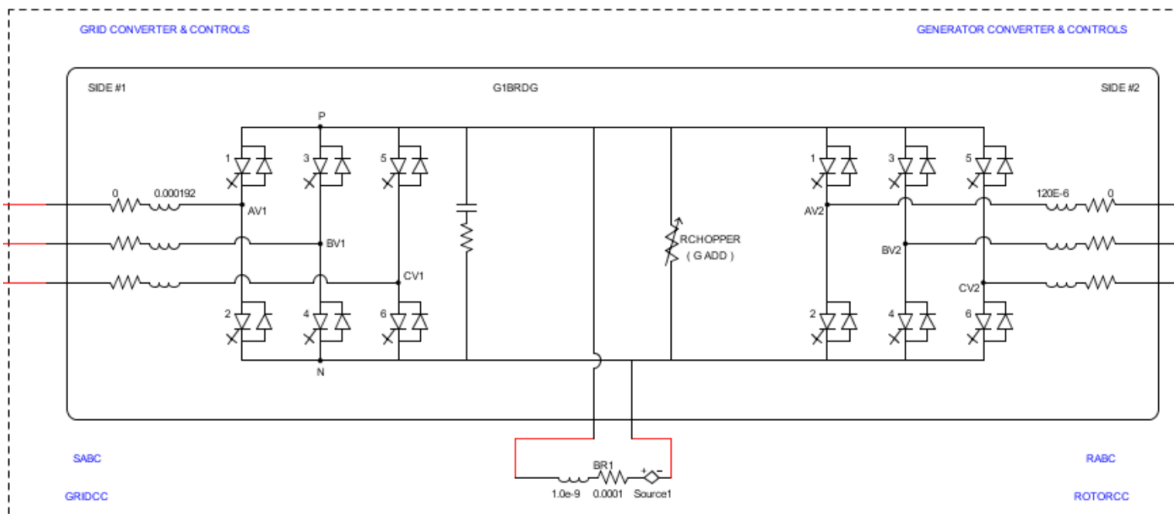 GRID CONVERTER & CONTROLS
GENERATOR CONVERTER & CONTROLS
SIDE #1
G1BRDG
SIDE #2
P
1
3
5
1
3
5
0
0.000192
120E-6
0
AV1
AV2
BV1
RCHOPPER
BV2
( G ADD )
CV1
CV2
2
4
6
2
4
6
N
SABC
BR1
RABC
+ -
1.0e-9
0.0001
Source1
GRIDCC
ROTORCC